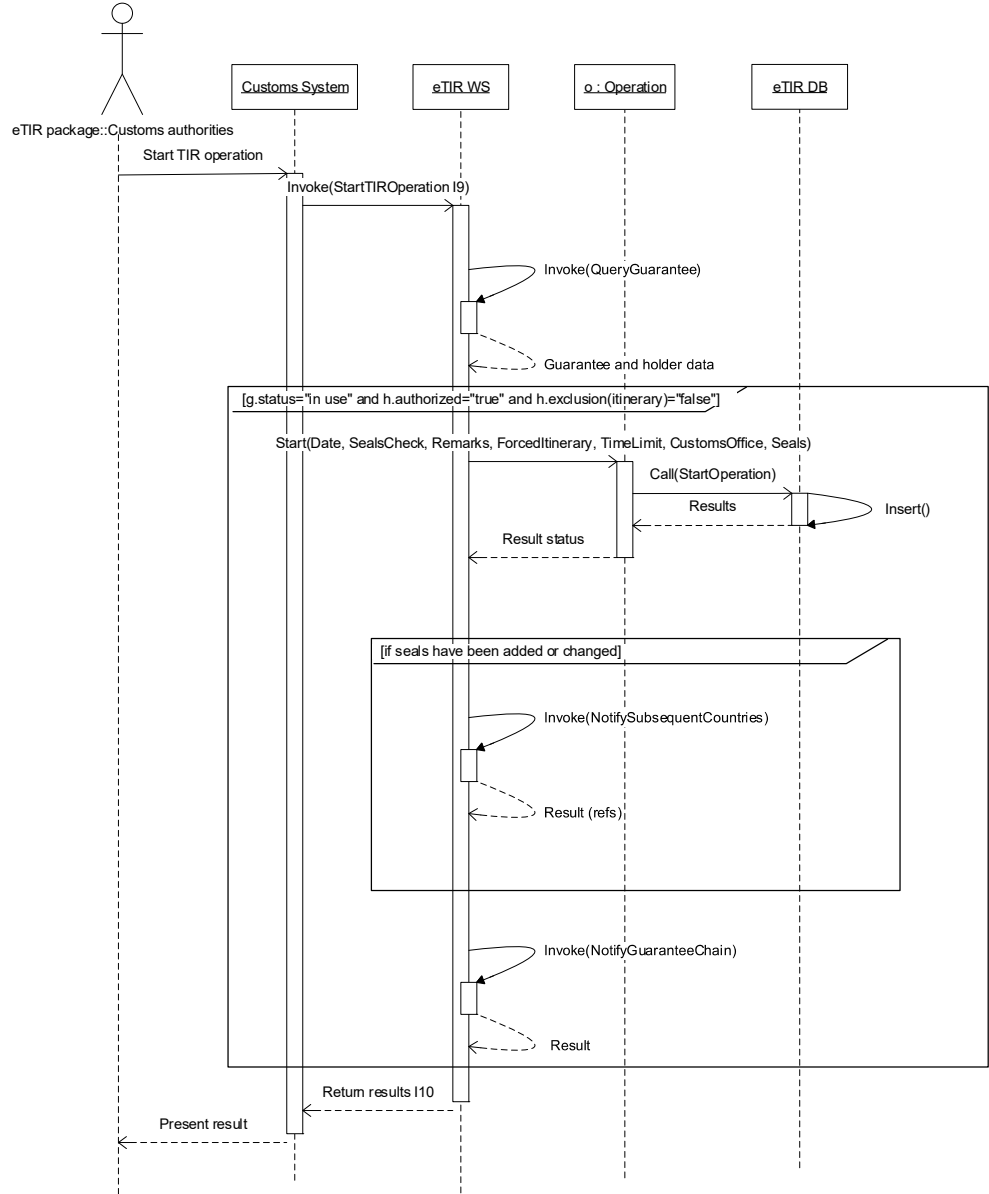 Customs System
eTIR WS
o : Operation
eTIR DB
eTIR package::Customs authorities
Start TIR operation
Invoke(StartTIROperation I9)
Invoke(QueryGuarantee)
Guarantee and holder data
[g.status="in use" and h.authorized="true" and h.exclusion(itinerary)="false"]
Start(Date, SealsCheck, Remarks, ForcedItinerary, TimeLimit, CustomsOffice, Seals)
Call(StartOperation)
Results
Insert()
Result status
[if seals have been added or changed]
Invoke(NotifySubsequentCountries)
Result (refs)
Invoke(NotifyGuaranteeChain)
Result
Return results I10
Present result